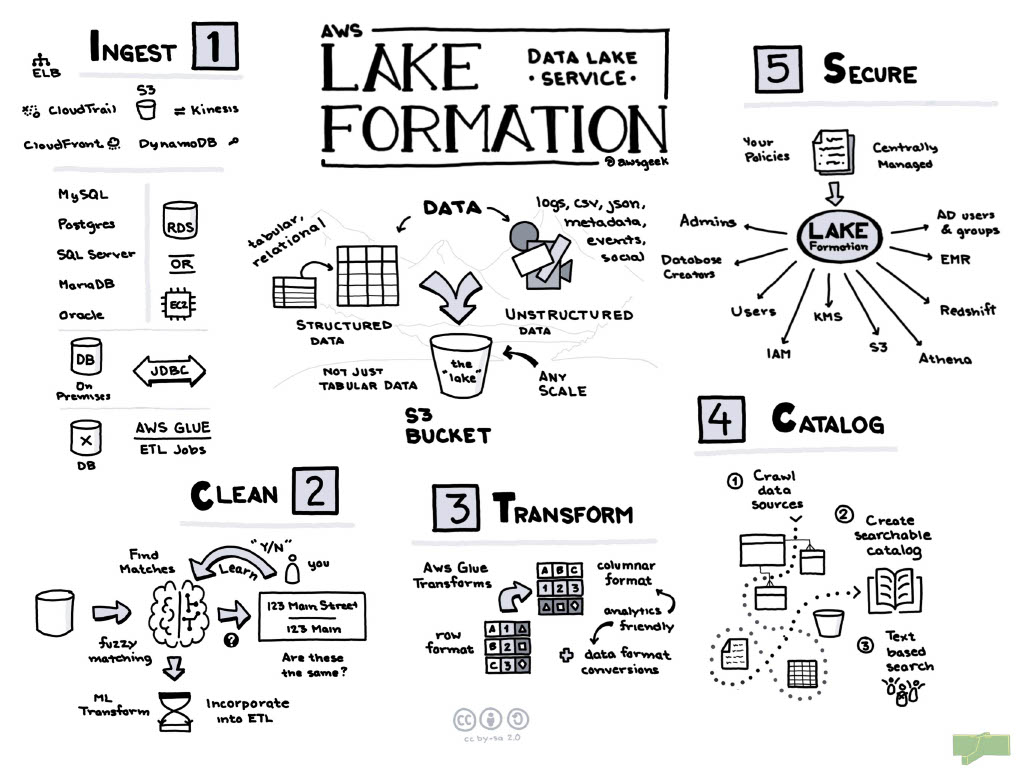 AWS
LAKE
FORMATION
DATA LAKE
• SERVICE •
@awsgeek
INGEST 1
ELB
S3
CloudTrail
Kinesis
CloudFront
DynamoDB
MySQL
Postgres
SQL Server
MariaDB
Oracle
RDS
OR
EC2
DB
On
Premises
JDBC
X
DB
AWS GLUE
ETL Jobs
DATA
tabular,
relational
logs, csv, json,
metadata,
events,
social
STRUCTURED
DATA
UNSTRUCTURED
DATA
NOT JUST
TABULAR DATA
the
"lake"
ANY
SCALE
S3
BUCKET
CLEAN 2
Find
Matches
"Y/N"
Learn
you
fuzzy
matching
?
123 Main Street
123 Main
Are these
the same?
ML
Transform
Incorporate
into ETL
3 TRANSFORM
AWS Glue
Transforms
A B C
1 2 3
columnar
format
analytics
friendly
row
format
A 1
B 2
C 3
+ data format
conversions
4 CATALOG
1 Crawl
data
sources
2 Create
searchable
catalog
3 Text
based
search
5 SECURE
Your
Policies
Centrally
Managed
LAKE
Formation
Admins
Database
Creators
Users
IAM
KMS
S3
Athena
Redshift
EMR
AD users
& groups
cc by-sa 2.0